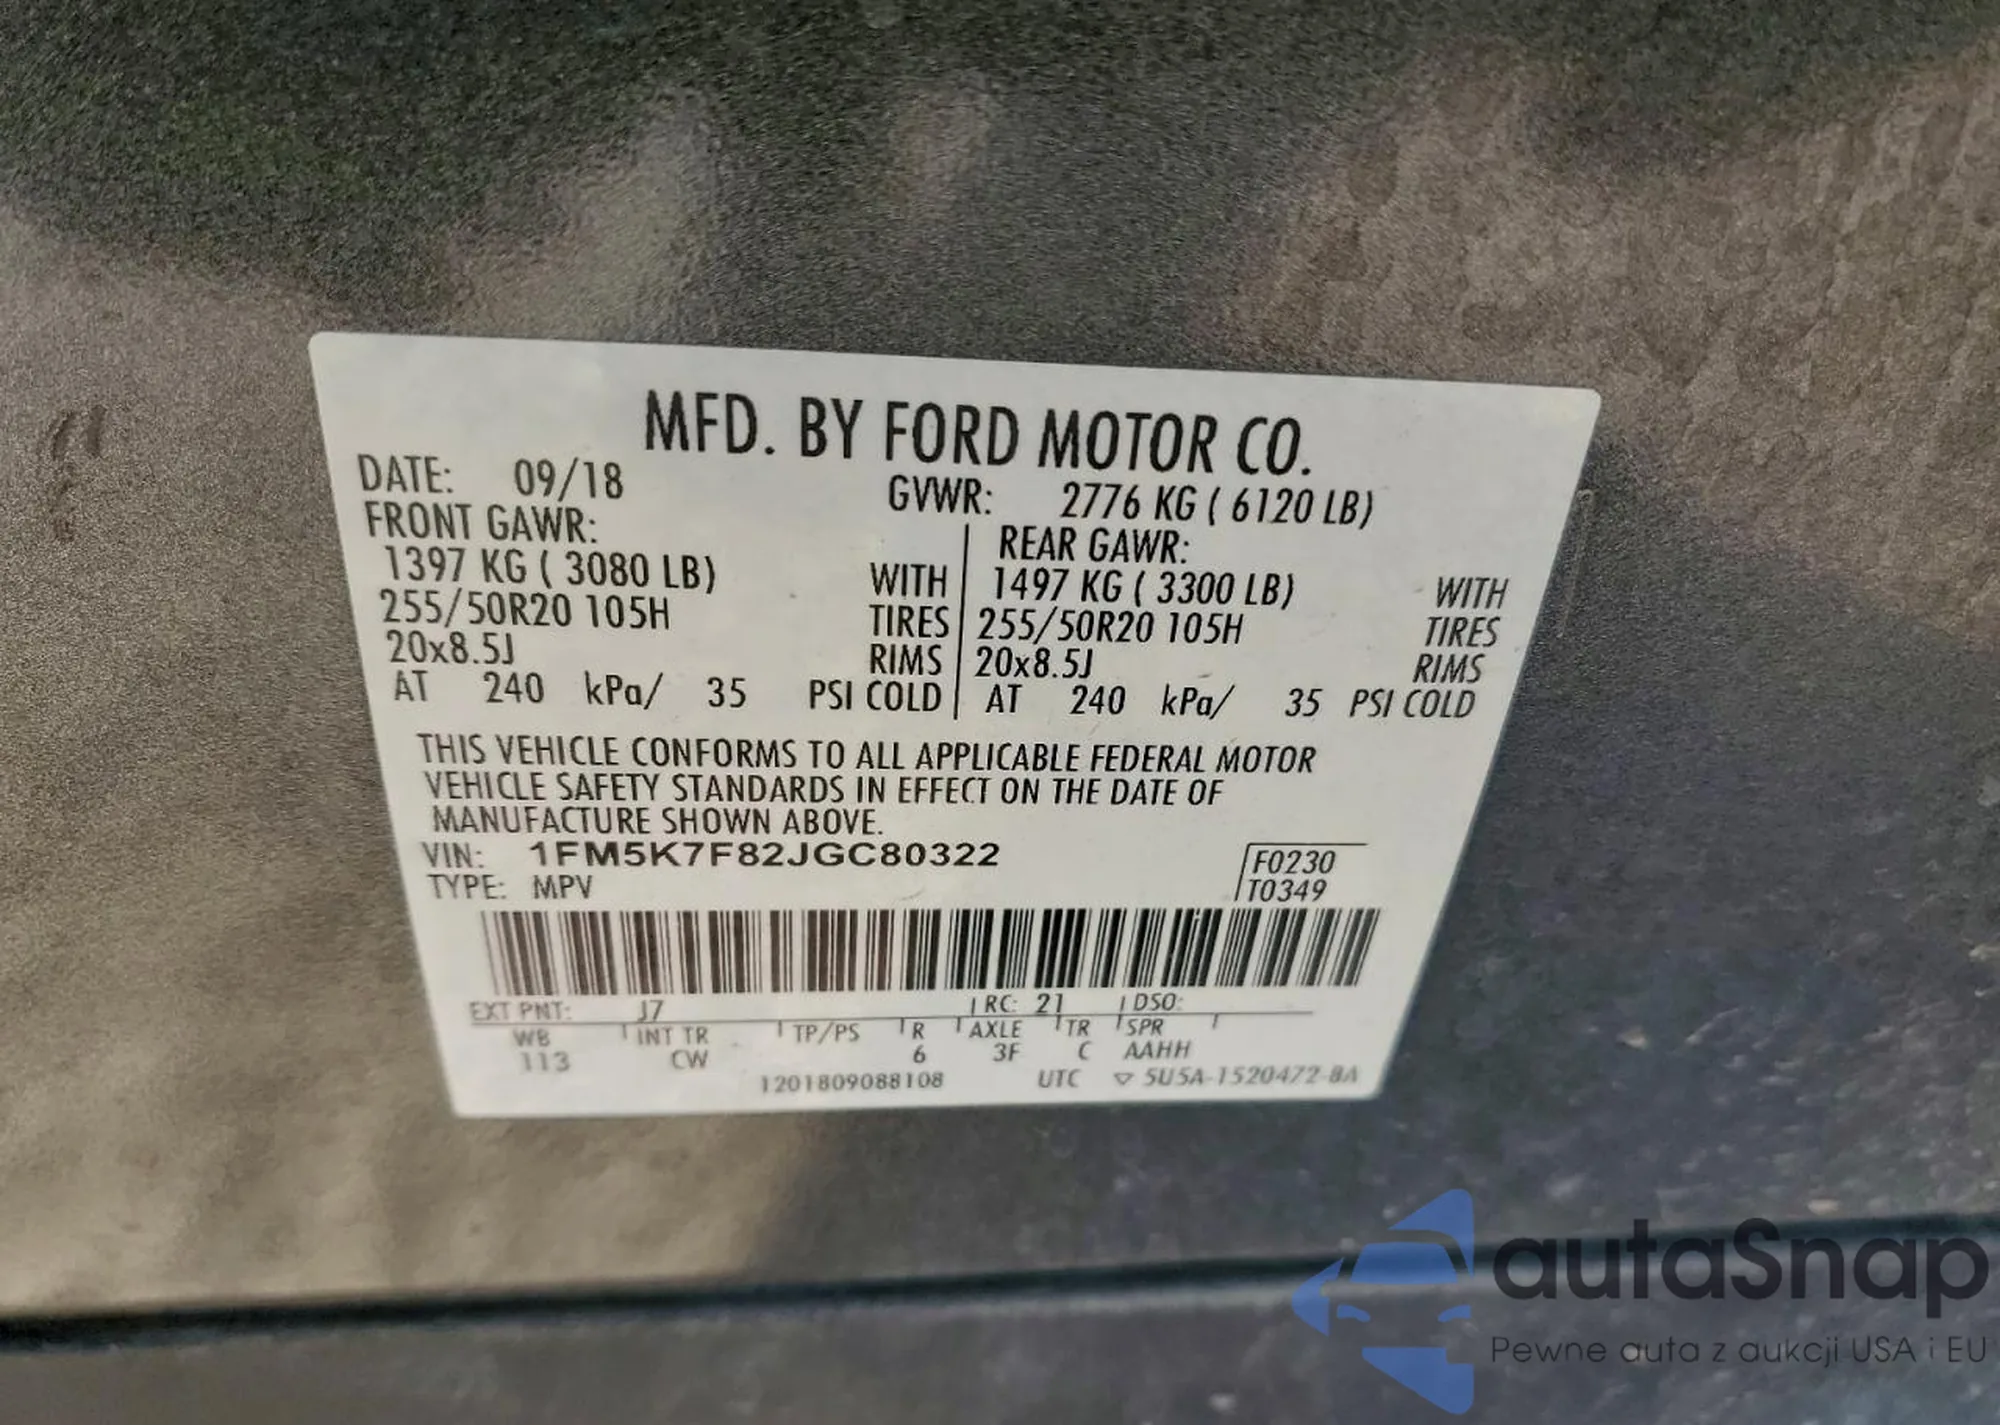 MFD. BY FORD MOTOR CO.
DATE: 09/18 GVWR: 2776 KG ( 6120 LB)
FRONT GAWR: REAR GAWR:
1397 KG ( 3080 LB) WITH 1497 KG ( 3300 LB) WITH
255/50R20 105H TIRES 255/50R20 105H TIRES
20x8.5J RIMS 20x8.5J RIMS
AT 240 kPa/ 35 PSI COLD AT 240 kPa/ 35 PSI COLD
THIS VEHICLE CONFORMS TO ALL APPLICABLE FEDERAL MOTOR
VEHICLE SAFETY STANDARDS IN EFFECT ON THE DATE OF
MANUFACTURE SHOWN ABOVE.
VIN: 1FM5K7F82JGC80322 F0230
TYPE: MPV T0349
EXT PNT: J7 RC: 21 DSO:
WB INT TR TP/PS R AXLE TR SPR
113 CW 6 3F C AAHH
1201809088108 UTC ▽ 5U5A-1520472-BA
autaSnap
Pewne auta z aukcji USA i EU